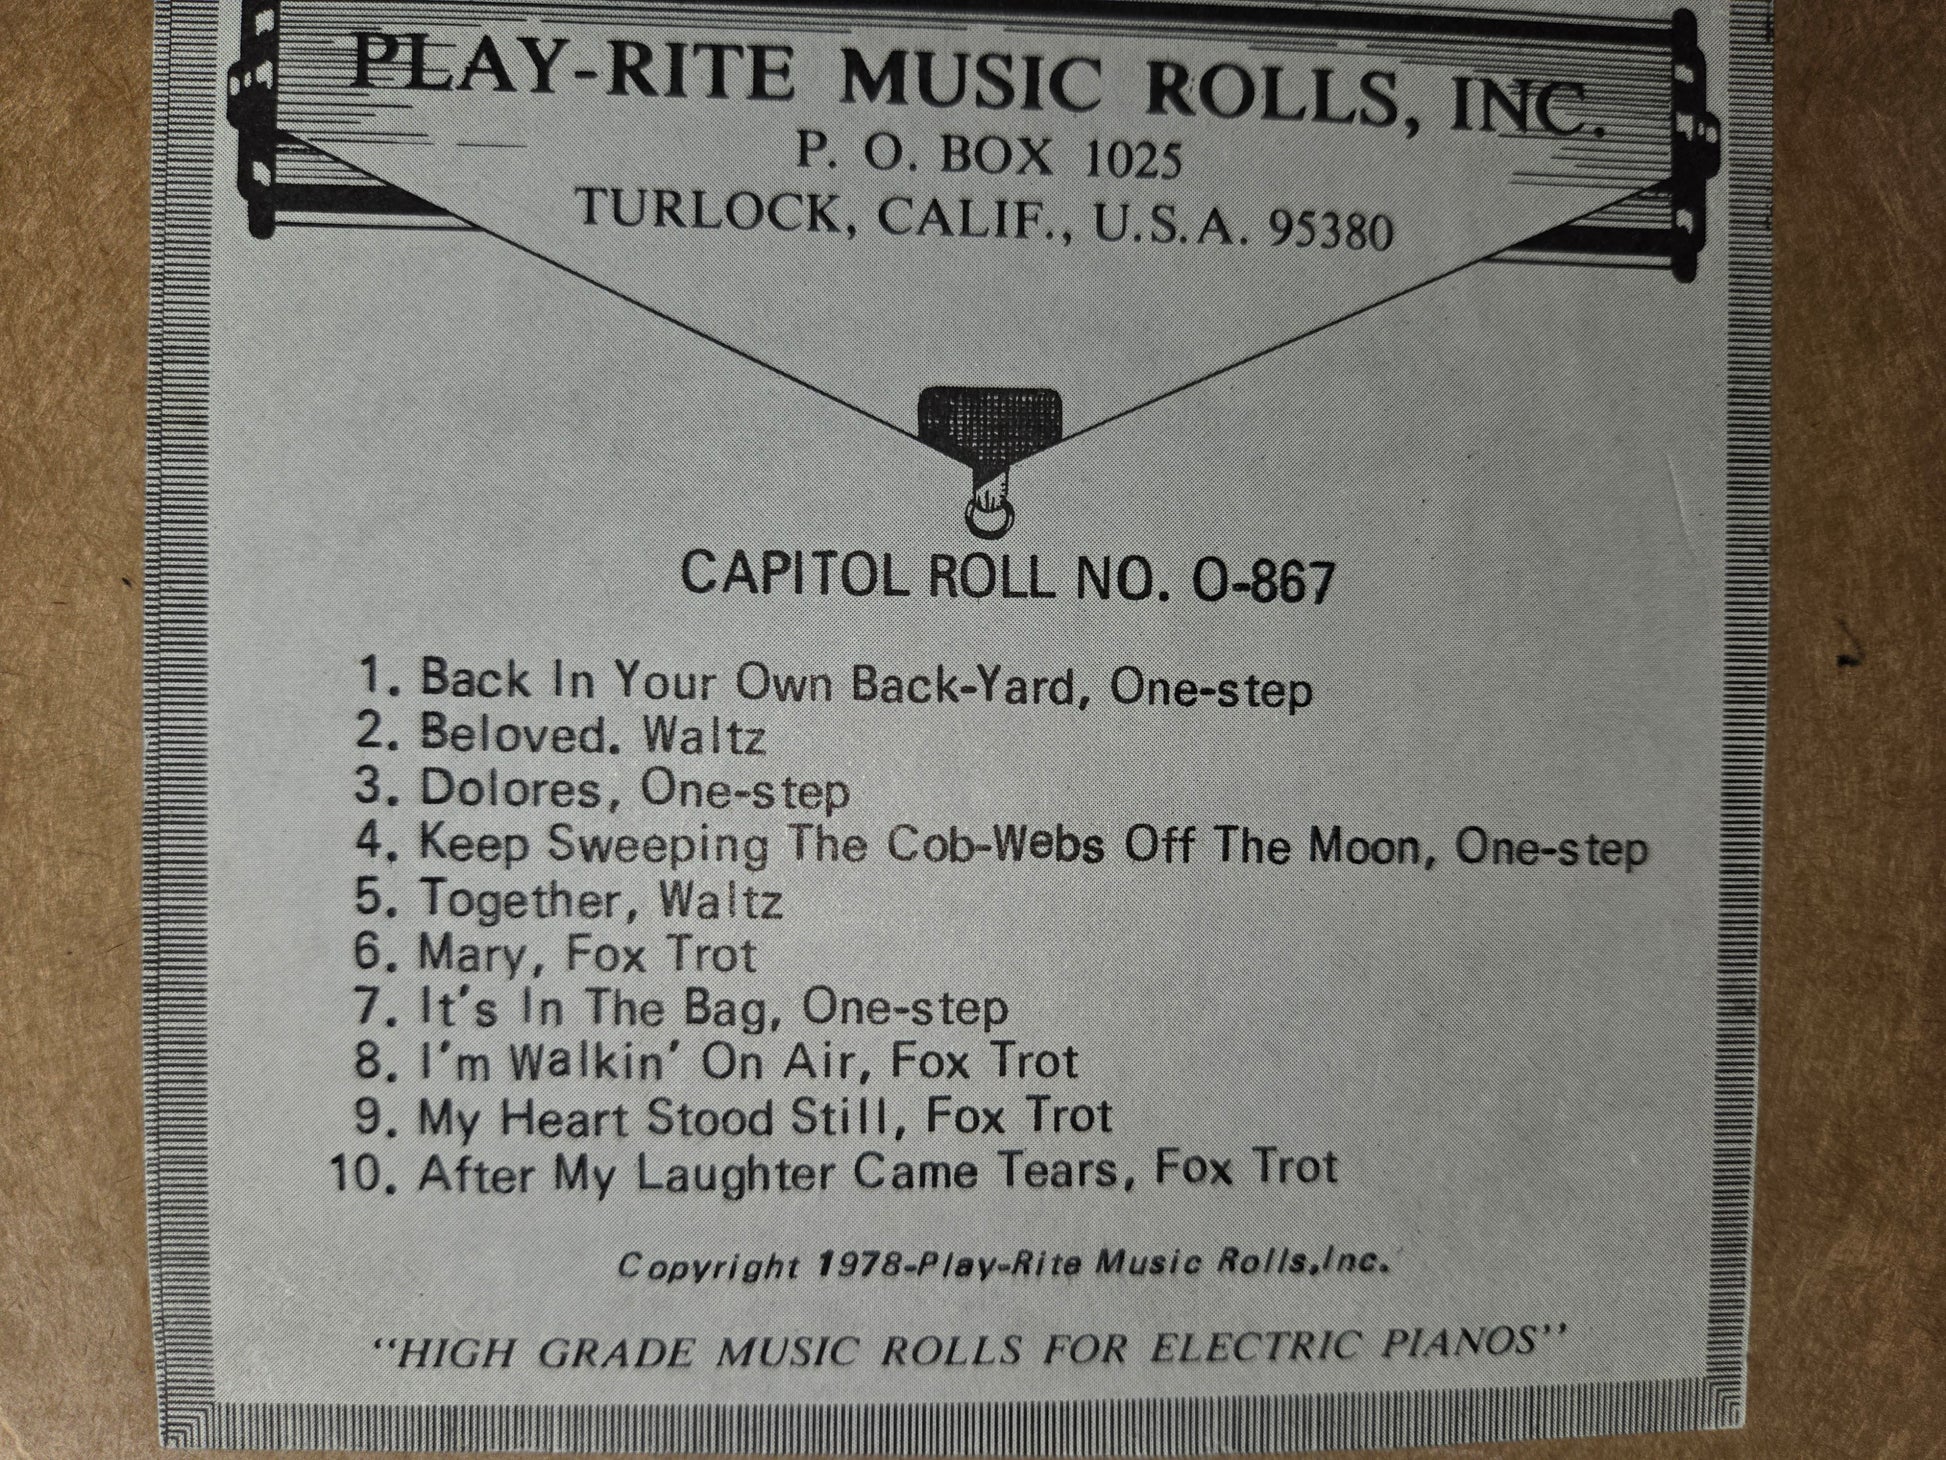 PLAY-RITE MUSIC ROLLS, INC.
P. O. BOX 1025
TURLOCK, CALIF., U.S.A. 95380
CAPITOL ROLL NO. O-867
1. Back In Your Own Back-Yard, One-step
2. Beloved. Waltz
3. Dolores, One-step
4. Keep Sweeping The Cob-Webs Off The Moon, One-step
5. Together, Waltz
6. Mary, Fox Trot
7. It's In The Bag, One-step
8. I'm Walkin' On Air, Fox Trot
9. My Heart Stood Still, Fox Trot
10. After My Laughter Came Tears, Fox Trot
Copyright 1978-Play-Rite Music Rolls,Inc.
"HIGH GRADE MUSIC ROLLS FOR ELECTRIC PIANOS"